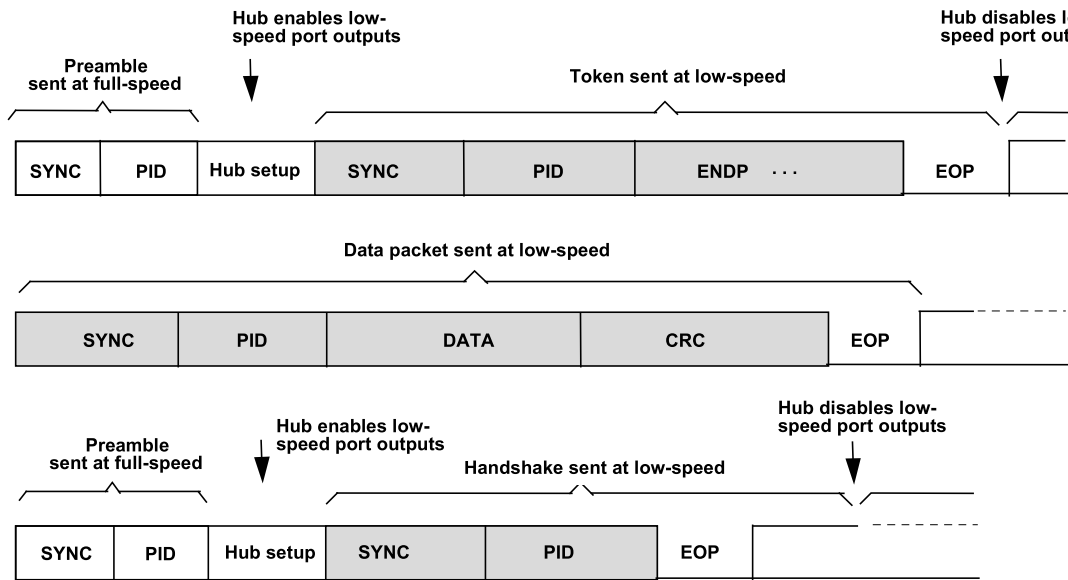 Hub enables low-
speed port outputs
Hub disables l
speed port out
Preamble
sent at full-speed
Token sent at low-speed
SYNC PID Hub setup SYNC PID ENDP ... EOP
Data packet sent at low-speed
SYNC PID DATA CRC EOP
Hub enables low-
speed port outputs
Hub disables low-
speed port outputs
Preamble
sent at full-speed
Handshake sent at low-speed
SYNC PID Hub setup SYNC PID EOP